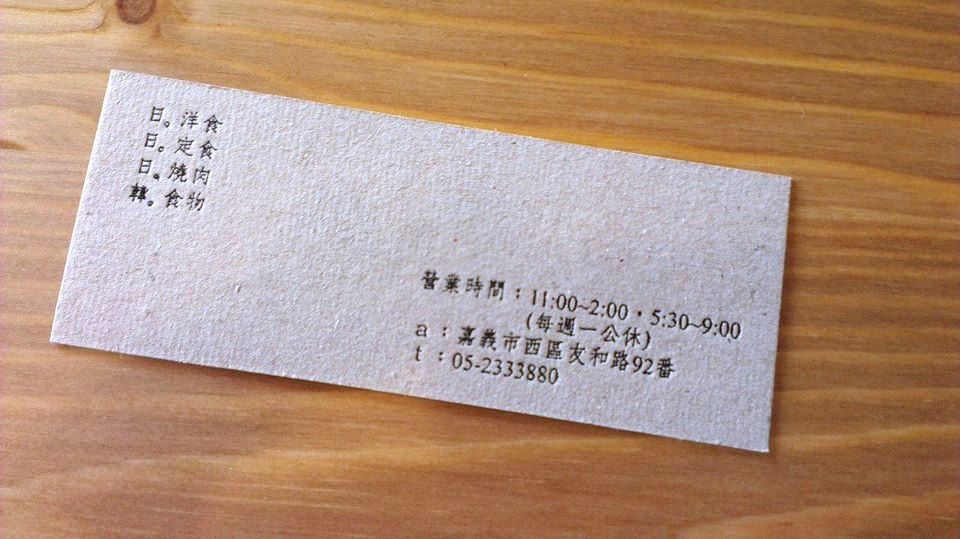 日。洋食
日。定食
日。燒肉
韓。食物
營業時間：11:00~2:00・5:30~9:00
(每週一公休)
a：嘉義市西區友和路92番
t：05-2333880